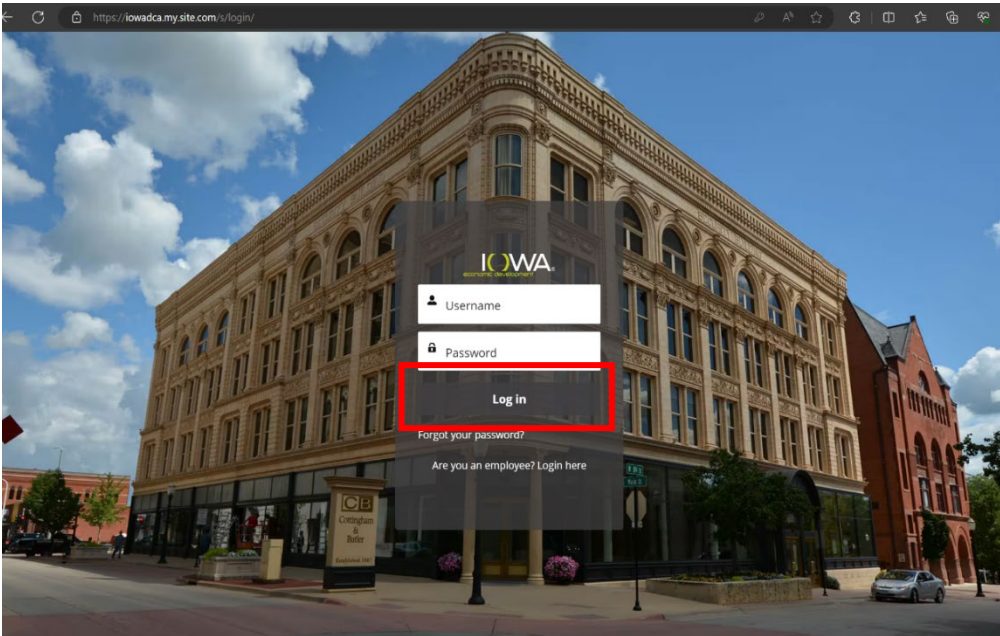 https://iowadca.my.site.com/s/login/
IOWA
economic development
Username
Password
Log in
Forgot your password?
Are you an employee? Login here
CB
Cottingham
&
Butler